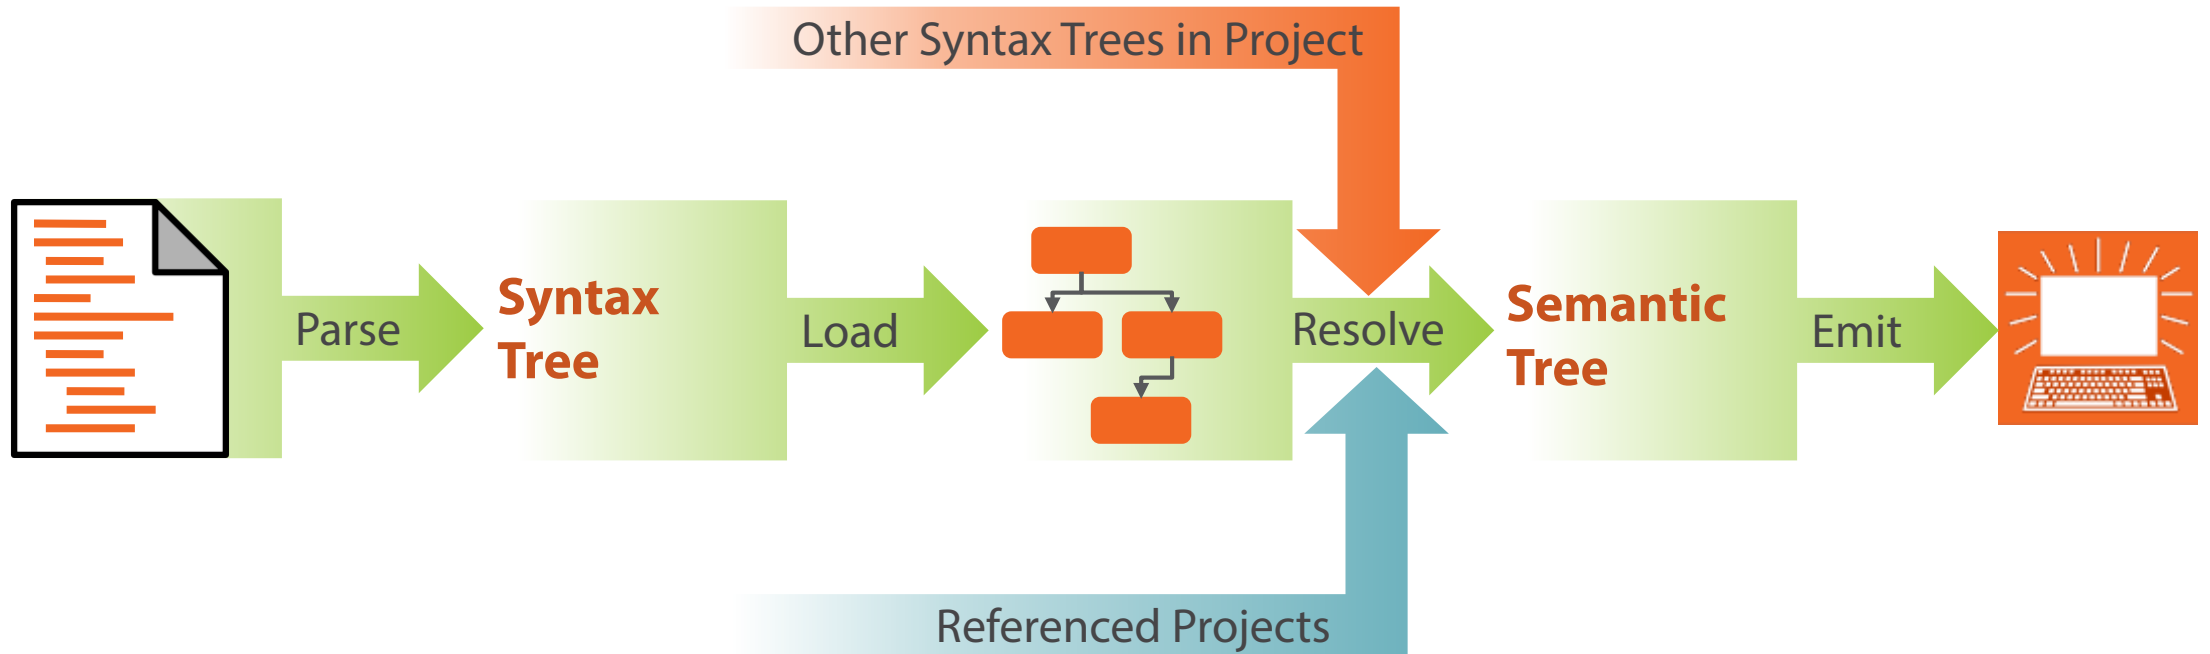 Other Syntax Trees in Project
Parse
Syntax
Tree
Load
Resolve
Semantic
Tree
Emit
Referenced Projects